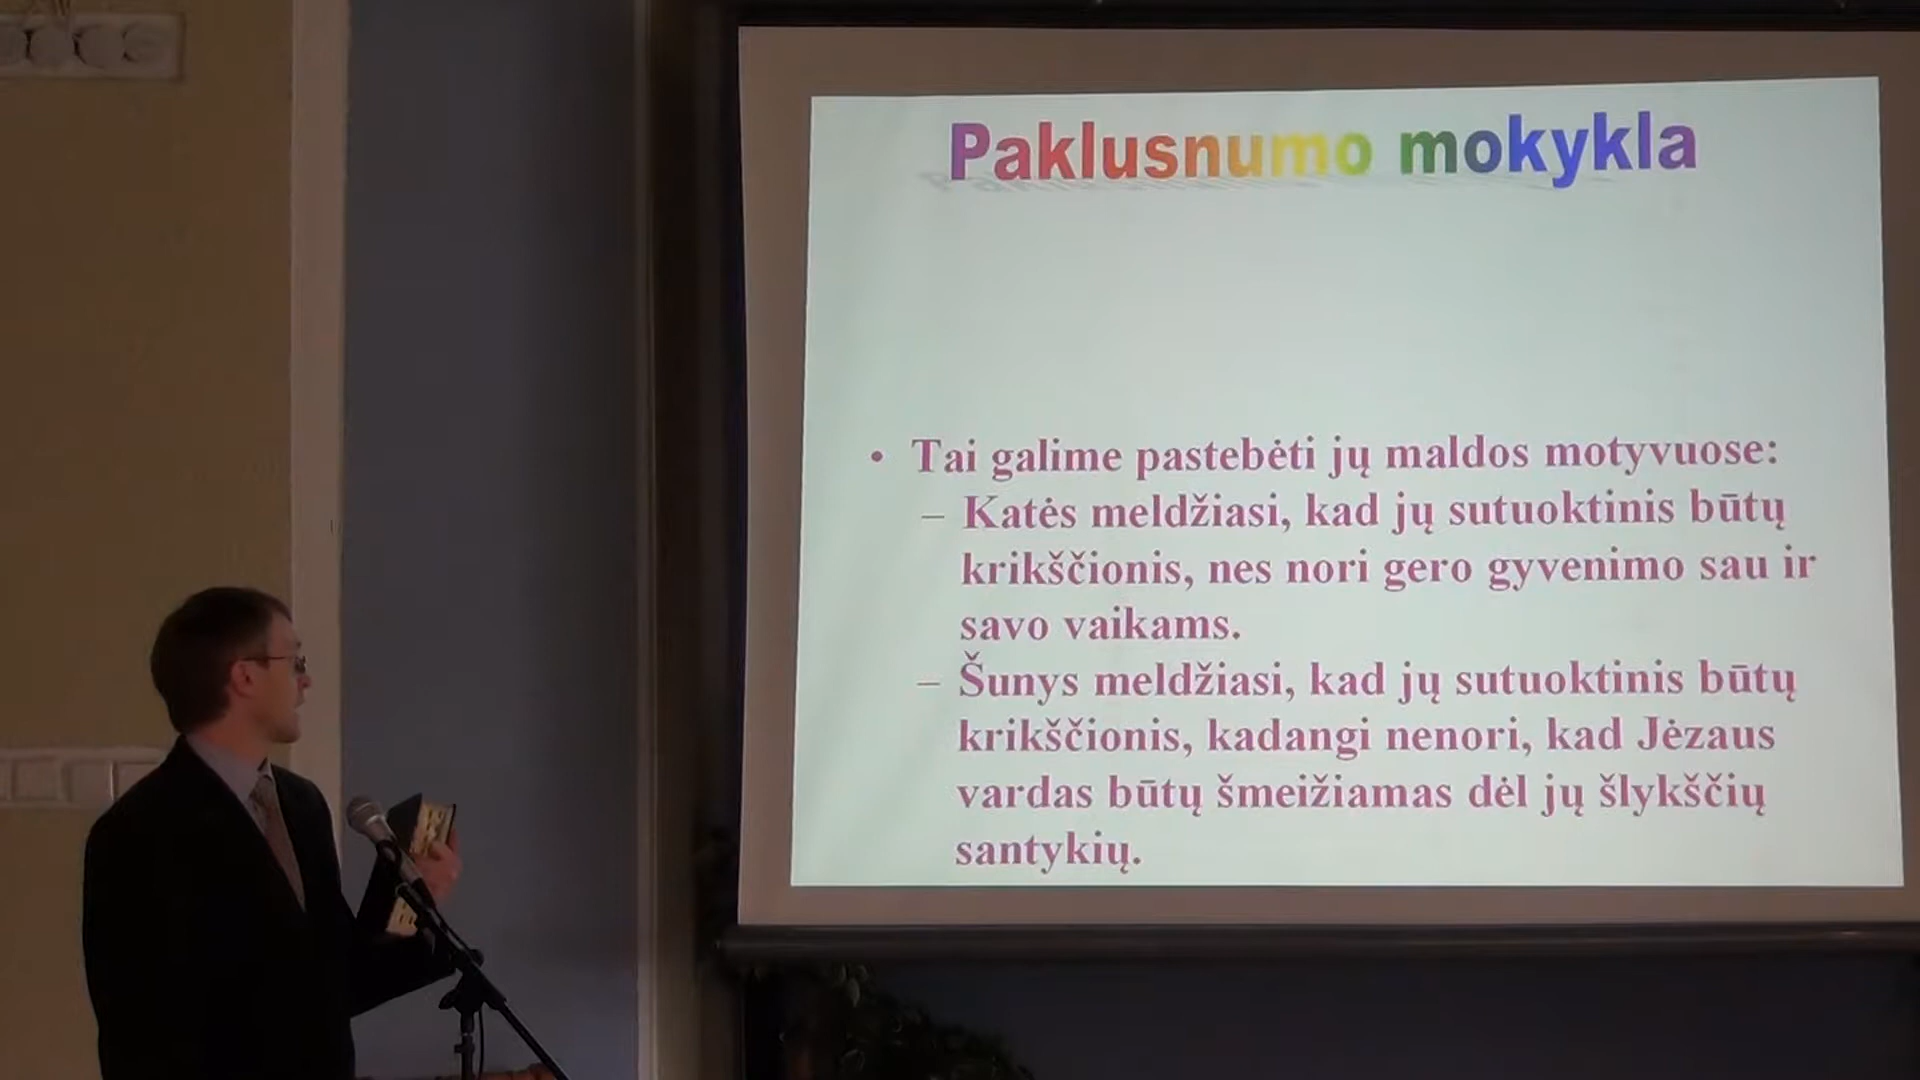 Paklusnumo mokykla
• Tai galime pastebėti jų maldos motyvuose:
– Katės meldžiasi, kad jų sutuoktinis būtų
krikščionis, nes nori gero gyvenimo sau ir
savo vaikams.
– Šunys meldžiasi, kad jų sutuoktinis būtų
krikščionis, kadangi nenori, kad Jėzaus
vardas būtų šmeižiamas dėl jų šlykščių
santykių.